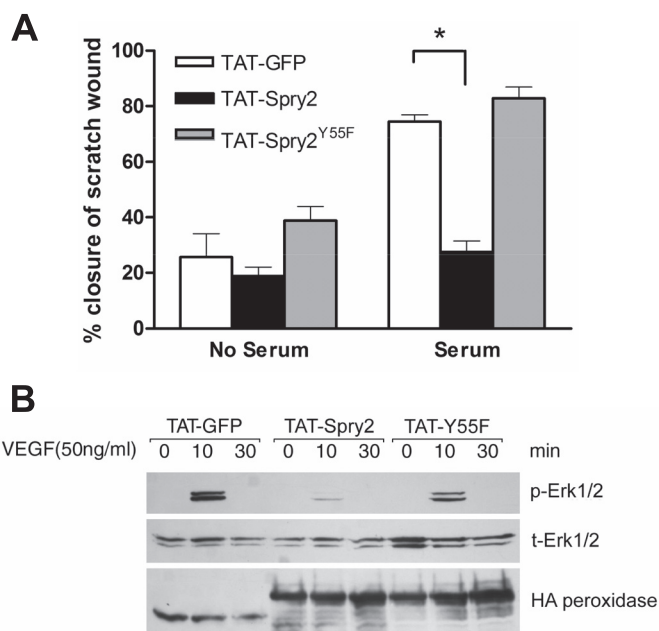 A
% closure of scratch wound
100
80
60
40
20
0
TAT-GFP
TAT-Spry2
TAT-Spry2Y55F
*
No Serum
Serum
B
TAT-GFP TAT-Spry2 TAT-Y55F
VEGF(50ng/ml) 0 10 30 0 10 30 0 10 30 min
p-Erk1/2
t-Erk1/2
HA peroxidase